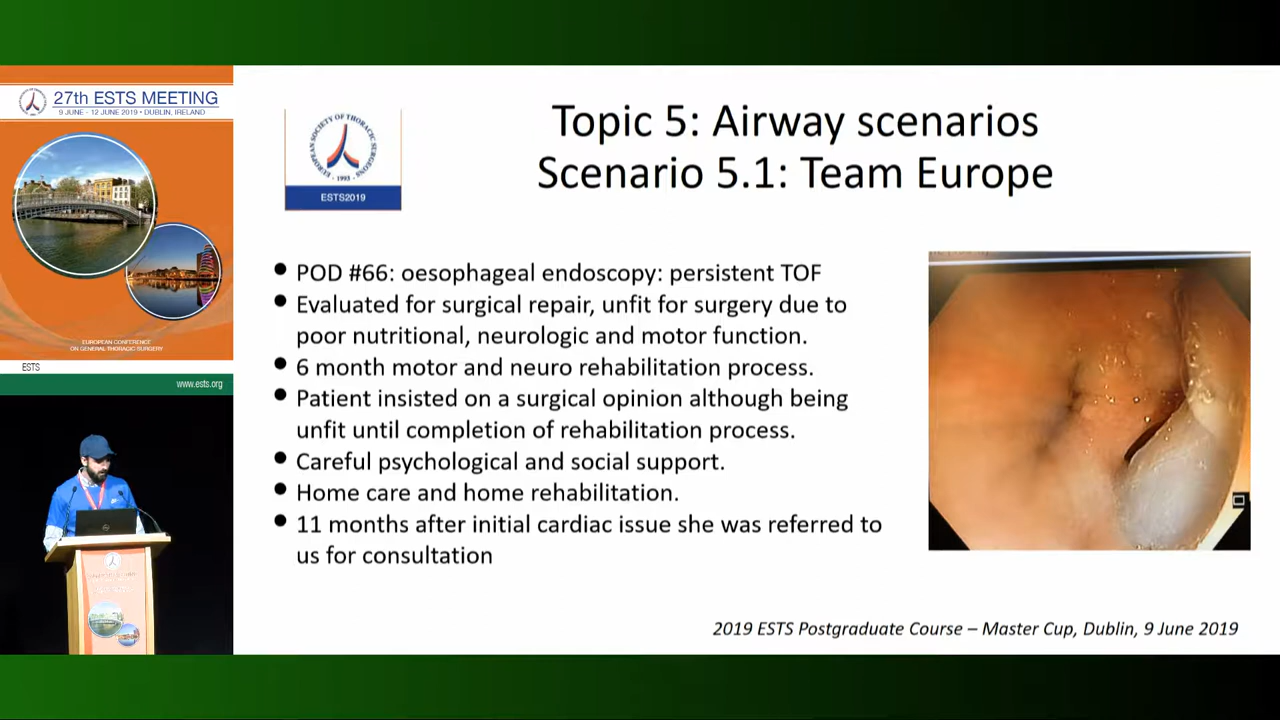 27th ESTS MEETING
9 JUNE - 12 JUNE 2019 • DUBLIN, IRELAND
EUROPEAN CONFERENCE
ON GENERAL THORACIC SURGERY
ESTS
www.ests.org
EUROPEAN SOCIETY OF THORACIC SURGEONS
· 1993 ·
ESTS2019
Topic 5: Airway scenarios
Scenario 5.1: Team Europe
• POD #66: oesophageal endoscopy: persistent TOF
• Evaluated for surgical repair, unfit for surgery due to
poor nutritional, neurologic and motor function.
• 6 month motor and neuro rehabilitation process.
• Patient insisted on a surgical opinion although being
unfit until completion of rehabilitation process.
• Careful psychological and social support.
• Home care and home rehabilitation.
• 11 months after initial cardiac issue she was referred to
us for consultation
2019 ESTS Postgraduate Course – Master Cup, Dublin, 9 June 2019